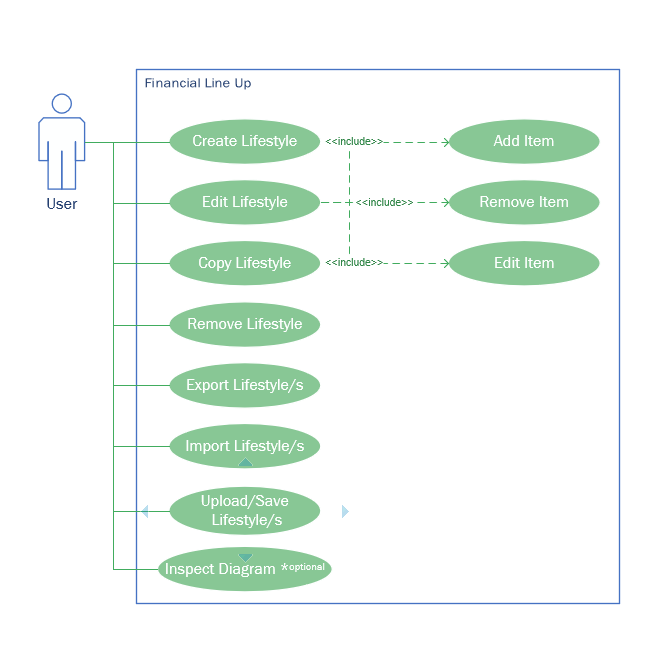 Financial Line Up
Create Lifestyle
<<include>>
Add Item
User
Edit Lifestyle
<<include>>
Remove Item
Copy Lifestyle
<<include>>
Edit Item
Remove Lifestyle
Export Lifestyle/s
Import Lifestyle/s
Upload/Save
Lifestyle/s
Inspect Diagram *optional